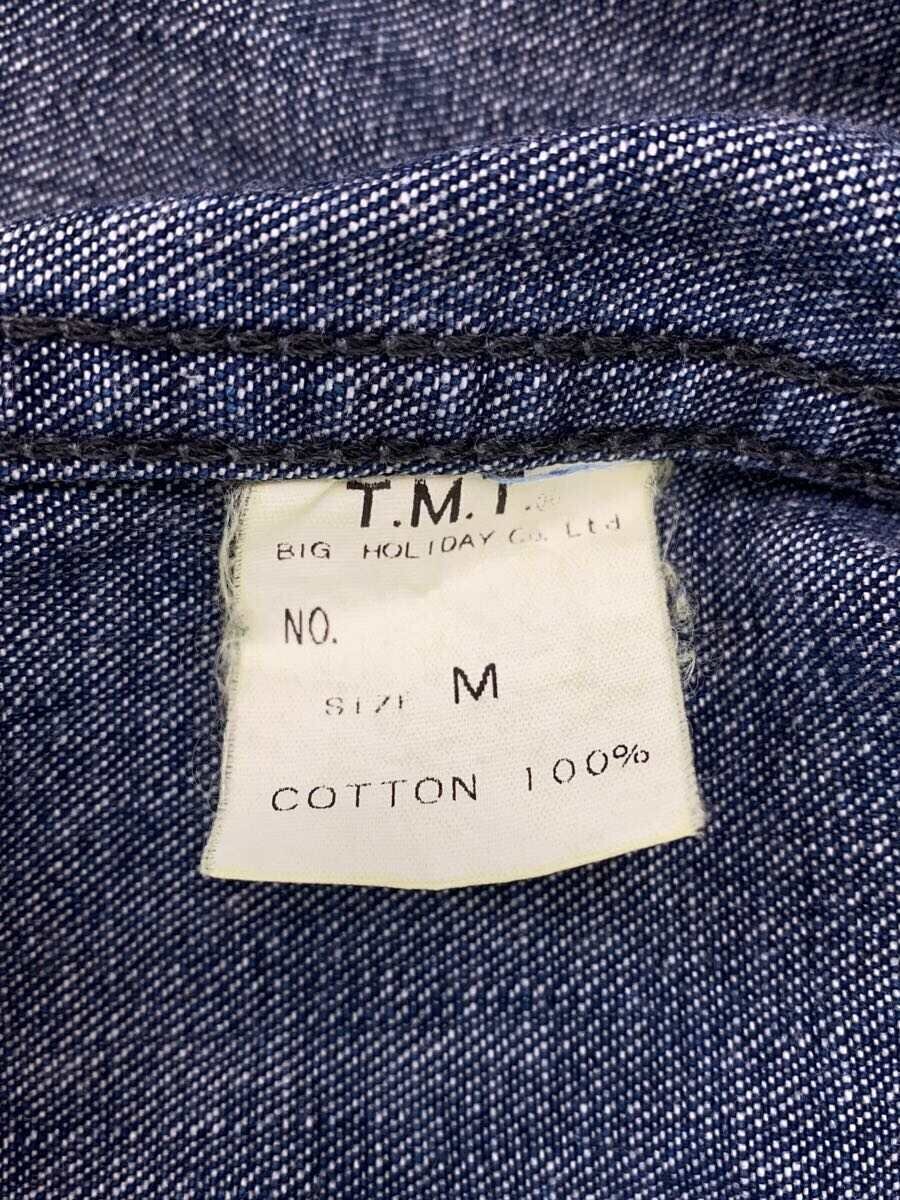 T.M.T.
BIG HOLIDAY Co. Ltd
NO.
SIZE M
COTTON 100%